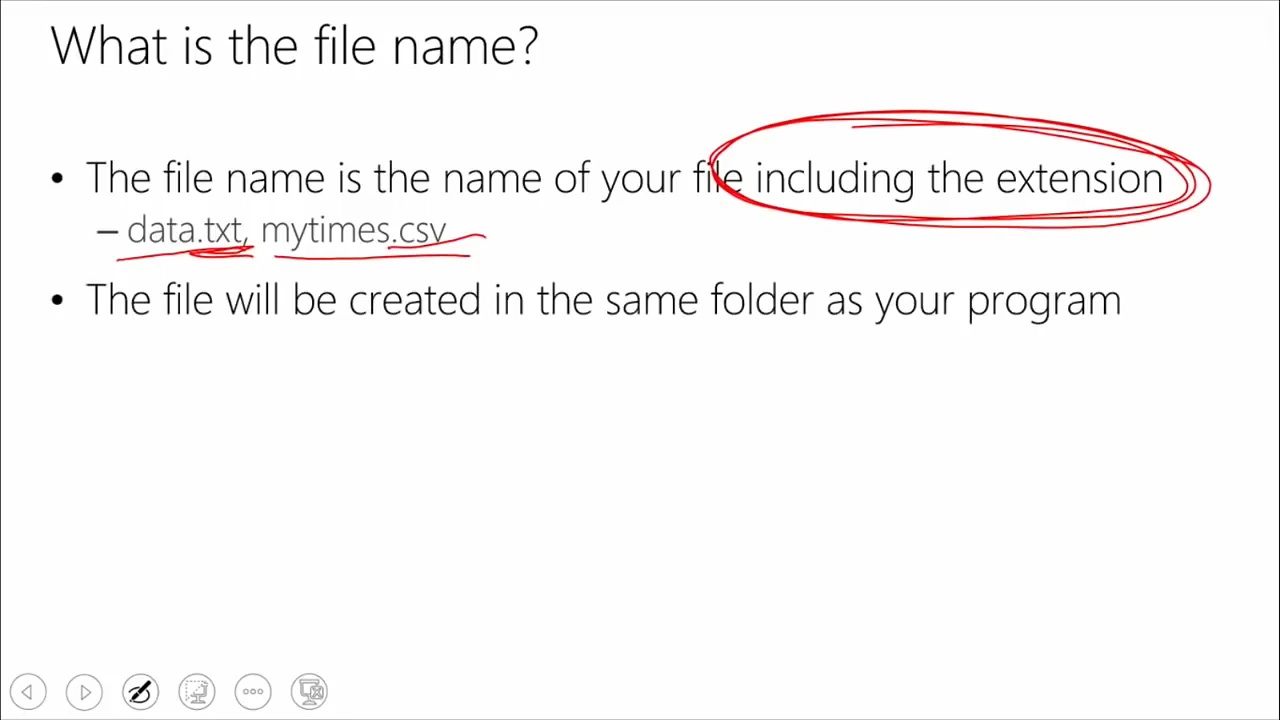 What is the file name?
• The file name is the name of your file including the extension
– data.txt, mytimes.csv
• The file will be created in the same folder as your program